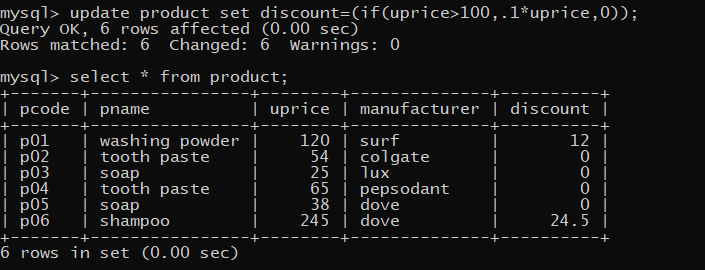 mysql> update product set discount=(if(uprice>100,.1*uprice,0));
Query OK, 6 rows affected (0.00 sec)
Rows matched: 6  Changed: 6  Warnings: 0

mysql> select * from product;
+-------+----------------+--------+--------------+----------+
| pcode | pname          | uprice | manufacturer | discount |
+-------+----------------+--------+--------------+----------+
| p01   | washing powder |    120 | surf         |       12 |
| p02   | tooth paste    |     54 | colgate      |        0 |
| p03   | soap           |     25 | lux          |        0 |
| p04   | tooth paste    |     65 | pepsodant    |        0 |
| p05   | soap           |     38 | dove         |        0 |
| p06   | shampoo        |    245 | dove         |     24.5 |
+-------+----------------+--------+--------------+----------+
6 rows in set (0.00 sec)